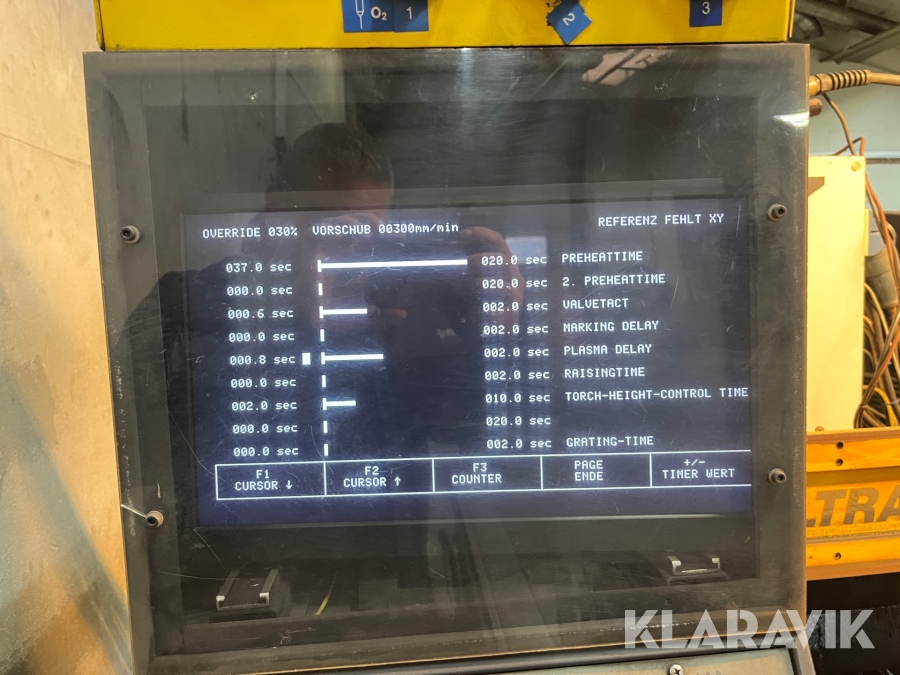 O₂ 1
2
3
OVERRIDE 030% VORSCHUB 00300mm/min REFERENZ FEHLT XY
037.0 sec 020.0 sec PREHEATTIME
000.0 sec 020.0 sec 2. PREHEATTIME
000.6 sec 002.0 sec VALVETACT
000.0 sec 002.0 sec MARKING DELAY
000.8 sec 002.0 sec PLASMA DELAY
000.0 sec 002.0 sec RAISINGTIME
002.0 sec 010.0 sec TORCH-HEIGHT-CONTROL TIME
000.0 sec 020.0 sec
000.0 sec 002.0 sec GRATING-TIME
F1 F2 F3 PAGE +/-
CURSOR ↓ CURSOR ↑ COUNTER ENDE TIMER WERT
LTRA
KLARAVIK